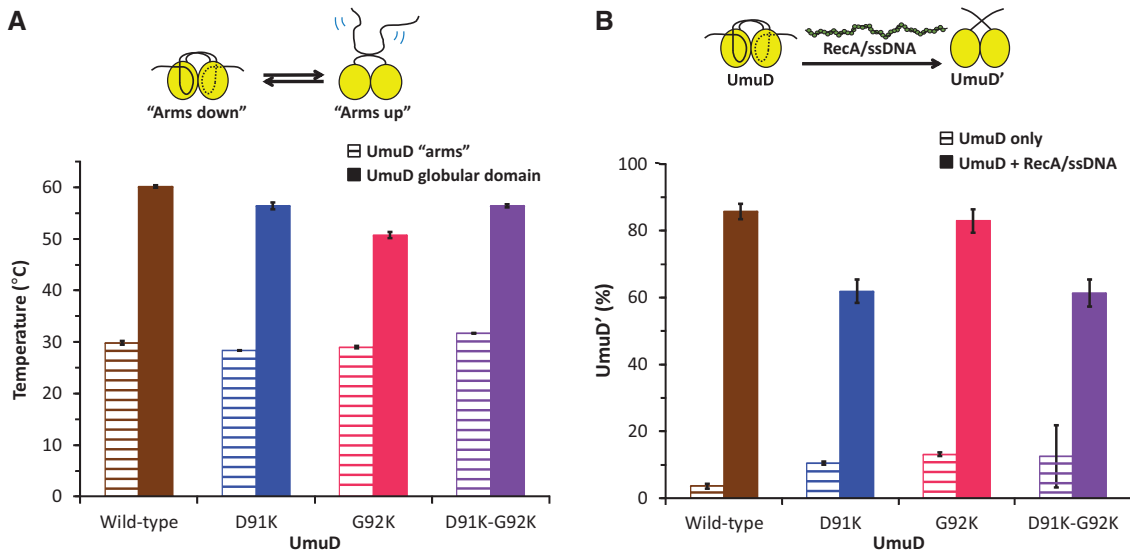 A
“Arms down”
“Arms up”
UmuD “arms”
UmuD globular domain
Temperature (°C)
60
50
40
30
20
10
0
Wild-type
D91K
G92K
D91K-G92K
UmuD
B
RecA/ssDNA
UmuD
UmuD’
UmuD only
UmuD + RecA/ssDNA
UmuD’ (%)
100
80
60
40
20
0
Wild-type
D91K
G92K
D91K-G92K
UmuD